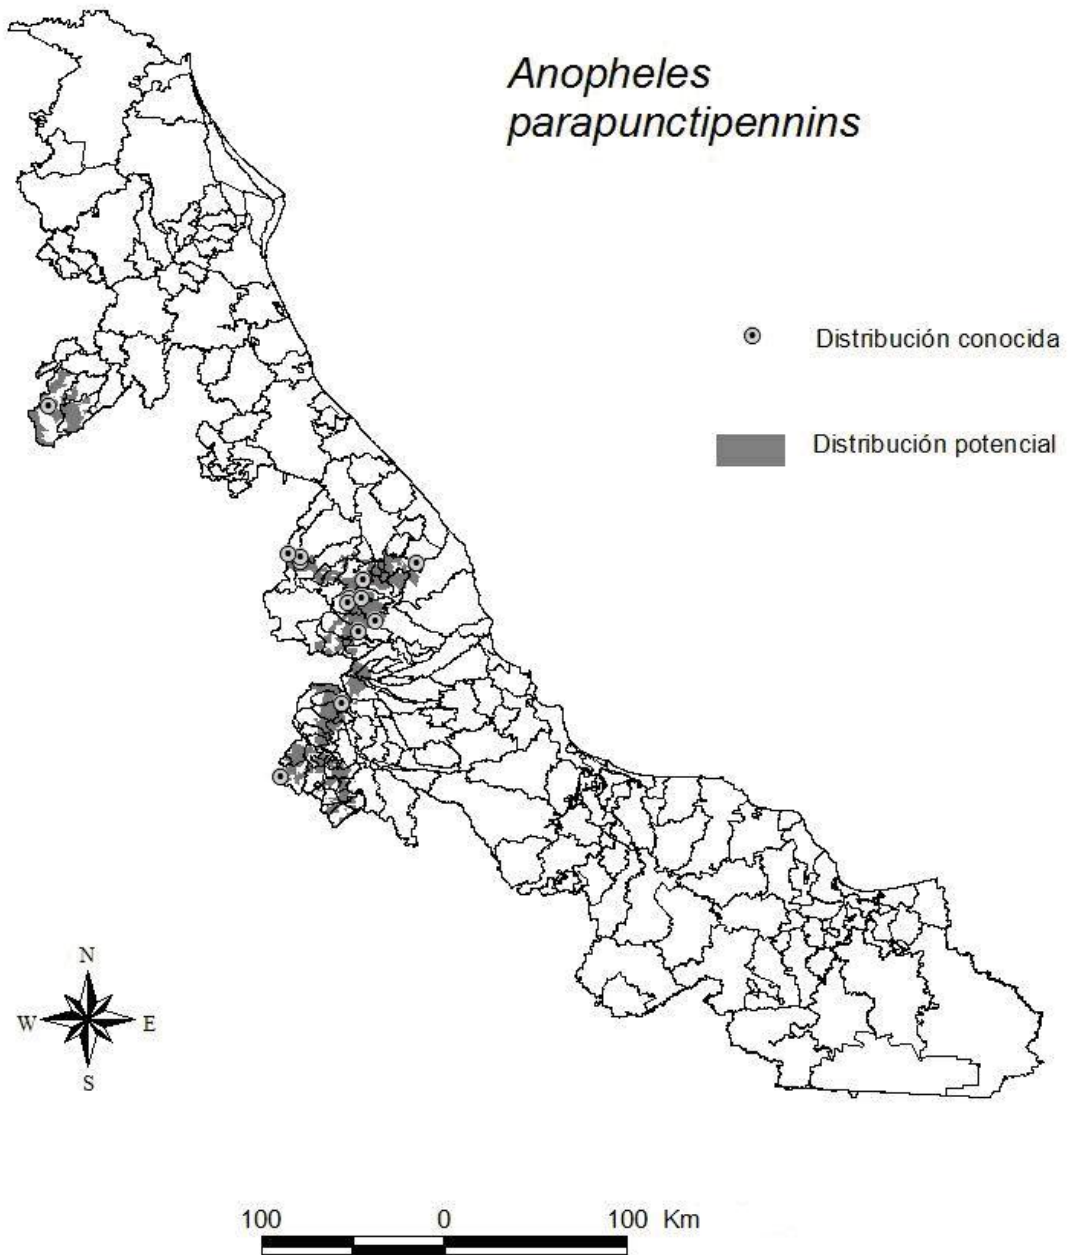 Anopheles
parapunctipennins
Distribución conocida
Distribución potencial
N
W E
S
100 0 100 Km